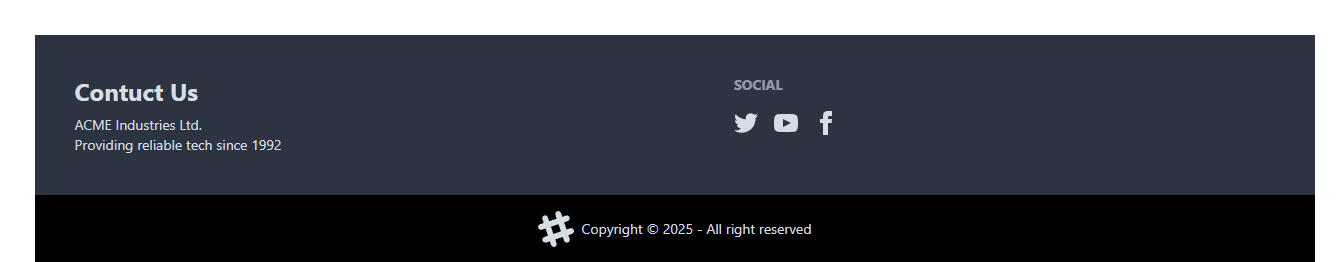 Contuct Us
ACME Industries Ltd.
Providing reliable tech since 1992
SOCIAL
Copyright © 2025 - All right reserved